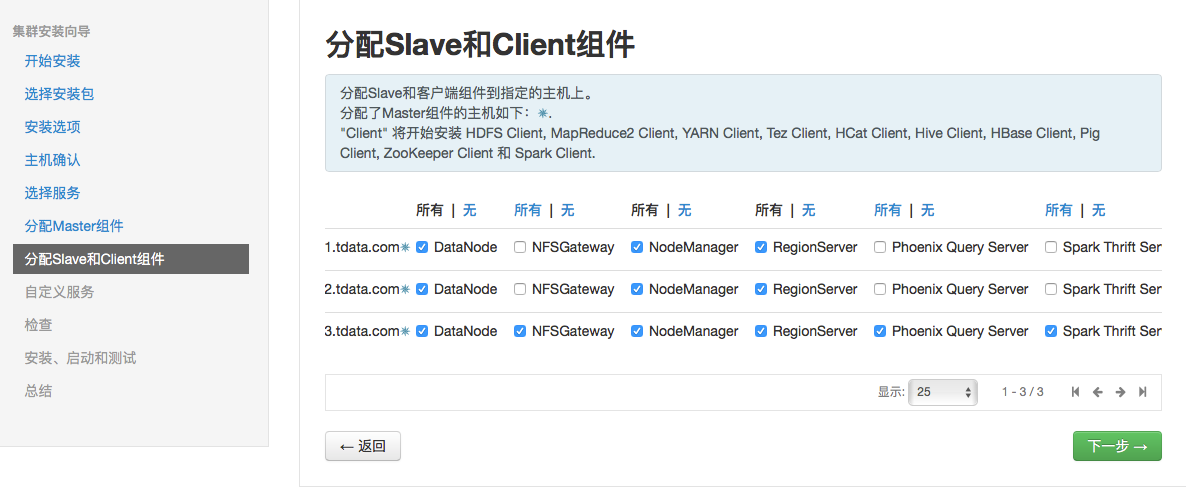 集群安装向导
开始安装
选择安装包
安装选项
主机确认
选择服务
分配Master组件
分配Slave和Client组件
自定义服务
检查
安装、启动和测试
总结
分配Slave和Client组件
分配Slave和客户端组件到指定的主机上。
分配了Master组件的主机如下：✷.
"Client" 将开始安装 HDFS Client, MapReduce2 Client, YARN Client, Tez Client, HCat Client, Hive Client, HBase Client, Pig
Client, ZooKeeper Client 和 Spark Client.
所有 | 无 所有 | 无 所有 | 无 所有 | 无 所有 | 无 所有 | 无
1.tdata.com✷ DataNode NFSGateway NodeManager RegionServer Phoenix Query Server Spark Thrift Ser
2.tdata.com✷ DataNode NFSGateway NodeManager RegionServer Phoenix Query Server Spark Thrift Ser
3.tdata.com✷ DataNode NFSGateway NodeManager RegionServer Phoenix Query Server Spark Thrift Ser
显示: 25 1 - 3 / 3
← 返回
下一步 →